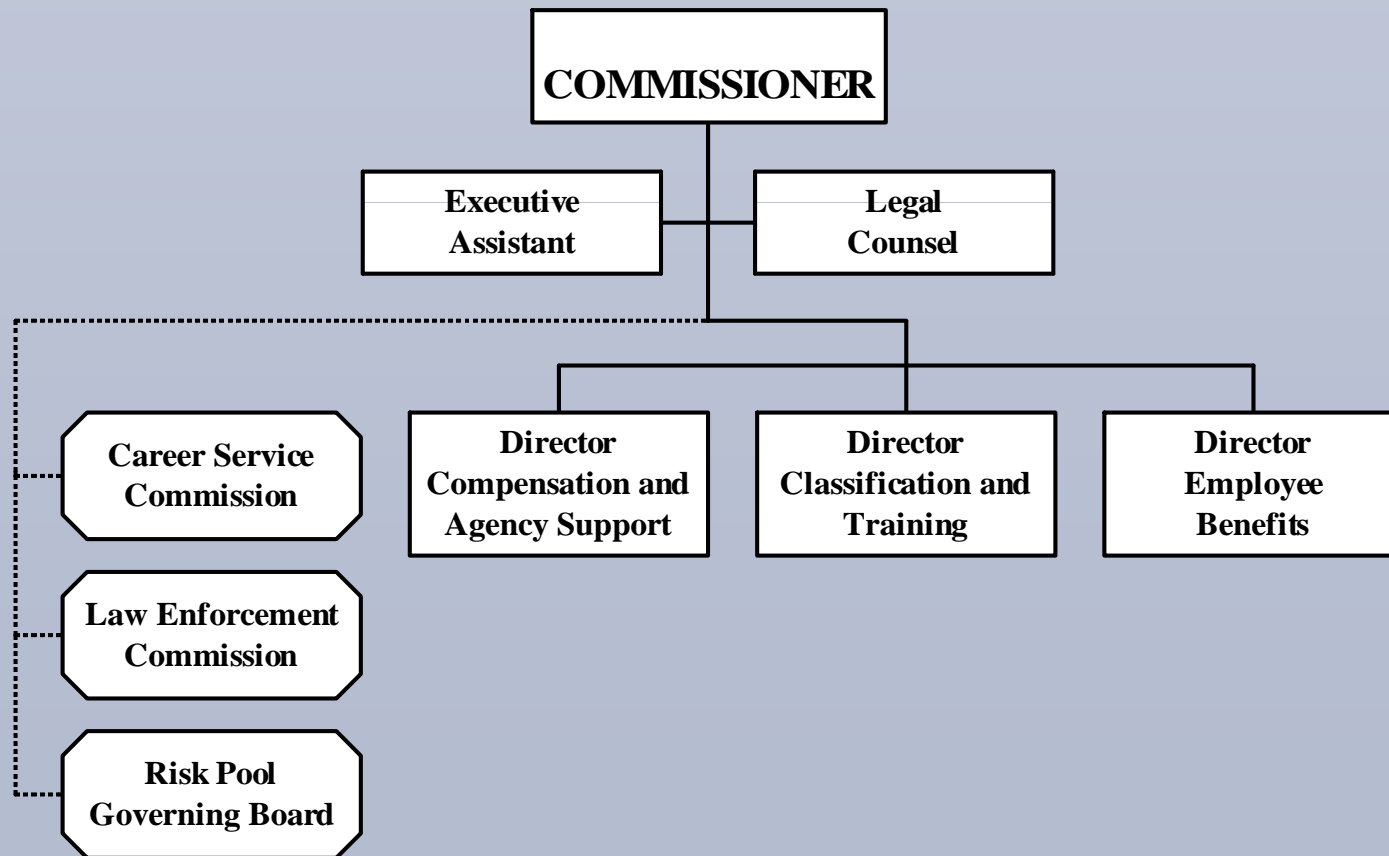 COMMISSIONER
Executive
Assistant
Legal
Counsel
Career Service
Commission
Director
Compensation and
Agency Support
Director
Classification and
Training
Director
Employee
Benefits
Law Enforcement
Commission
Risk Pool
Governing Board